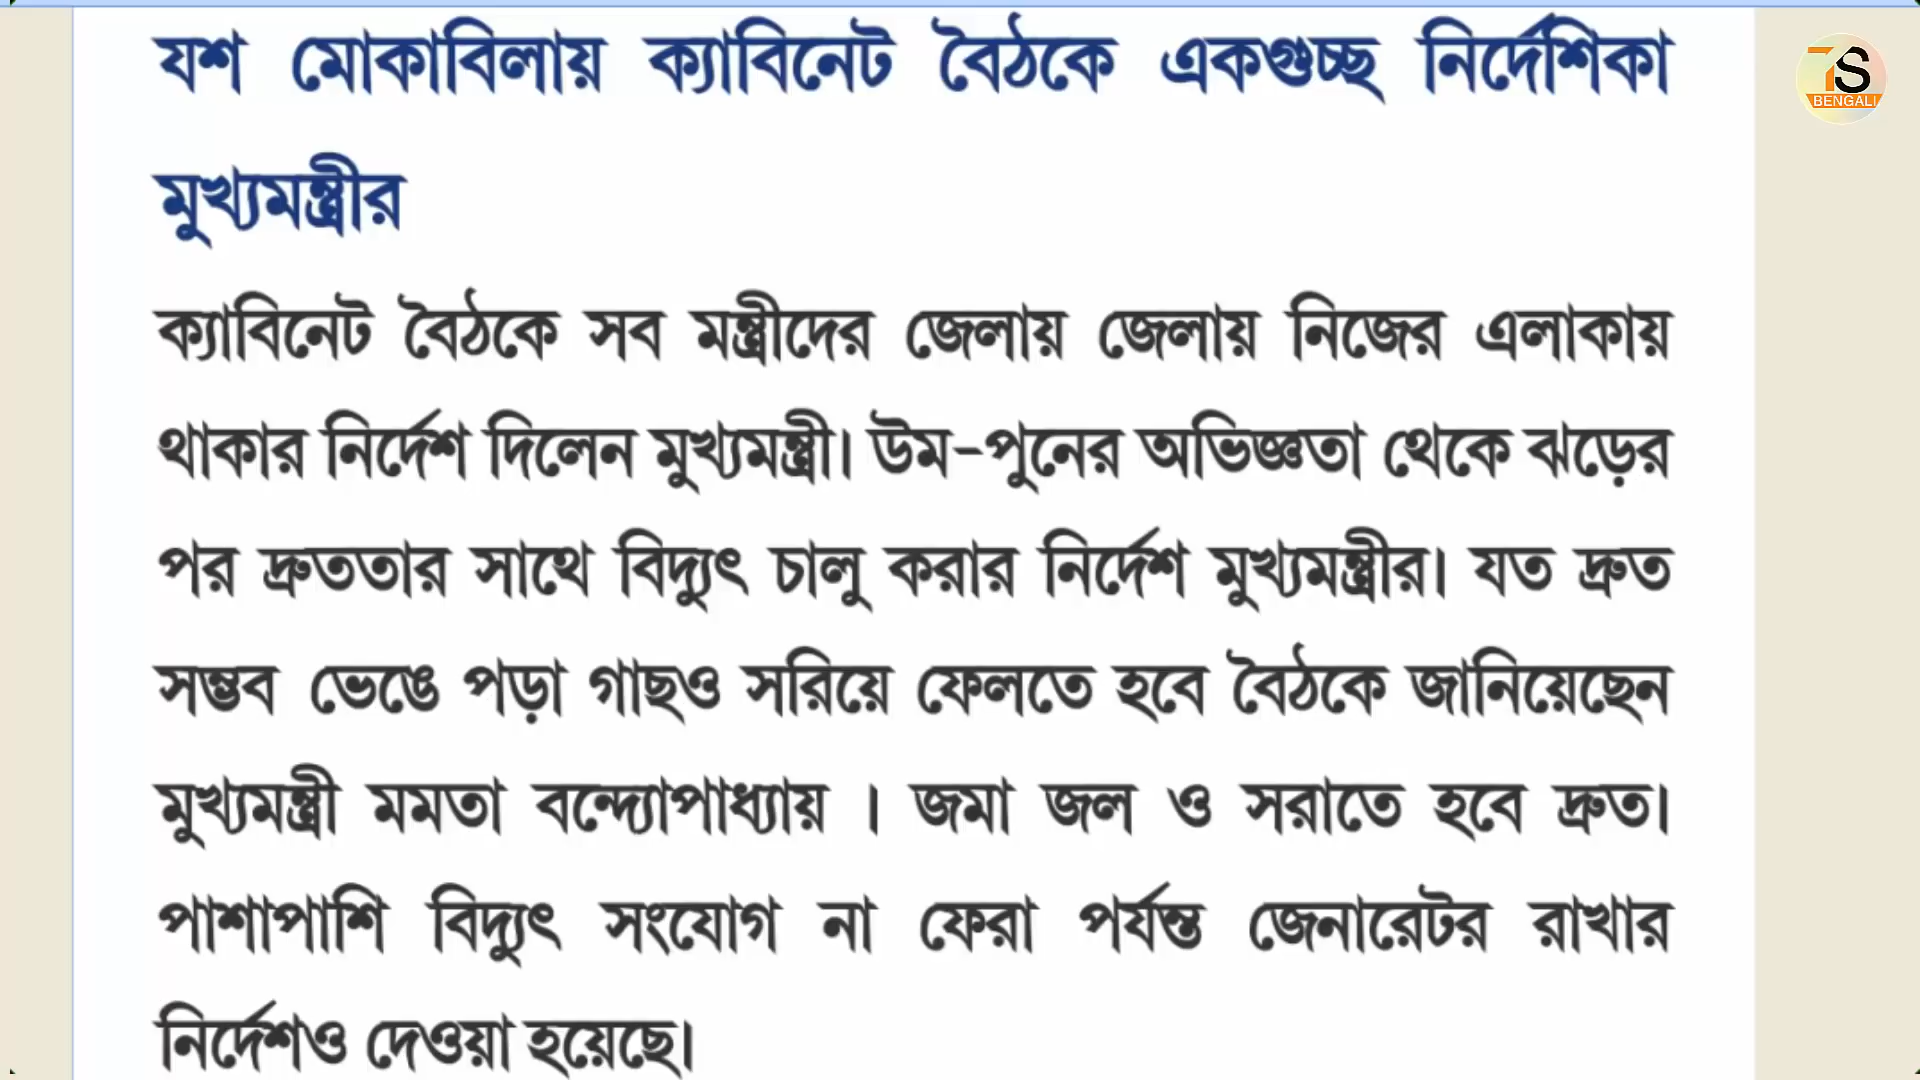 যশ মোকাবিলায় ক্যাবিনেট বৈঠকে একগুচ্ছ নির্দেশিকা
মুখ্যমন্ত্রীর
ক্যাবিনেট বৈঠকে সব মন্ত্রীদের জেলায় জেলায় নিজের এলাকায়
থাকার নির্দেশ দিলেন মুখ্যমন্ত্রী। উম-পুনের অভিজ্ঞতা থেকে ঝড়ের
পর দ্রুততার সাথে বিদ্যুৎ চালু করার নির্দেশ মুখ্যমন্ত্রীর। যত দ্রুত
সম্ভব ভেঙে পড়া গাছও সরিয়ে ফেলতে হবে বৈঠকে জানিয়েছেন
মুখ্যমন্ত্রী মমতা বন্দ্যোপাধ্যায় । জমা জল ও সরাতে হবে দ্রুত।
পাশাপাশি বিদ্যুৎ সংযোগ না ফেরা পর্যন্ত জেনারেটর রাখার
নির্দেশও দেওয়া হয়েছে।
7S
BENGALI